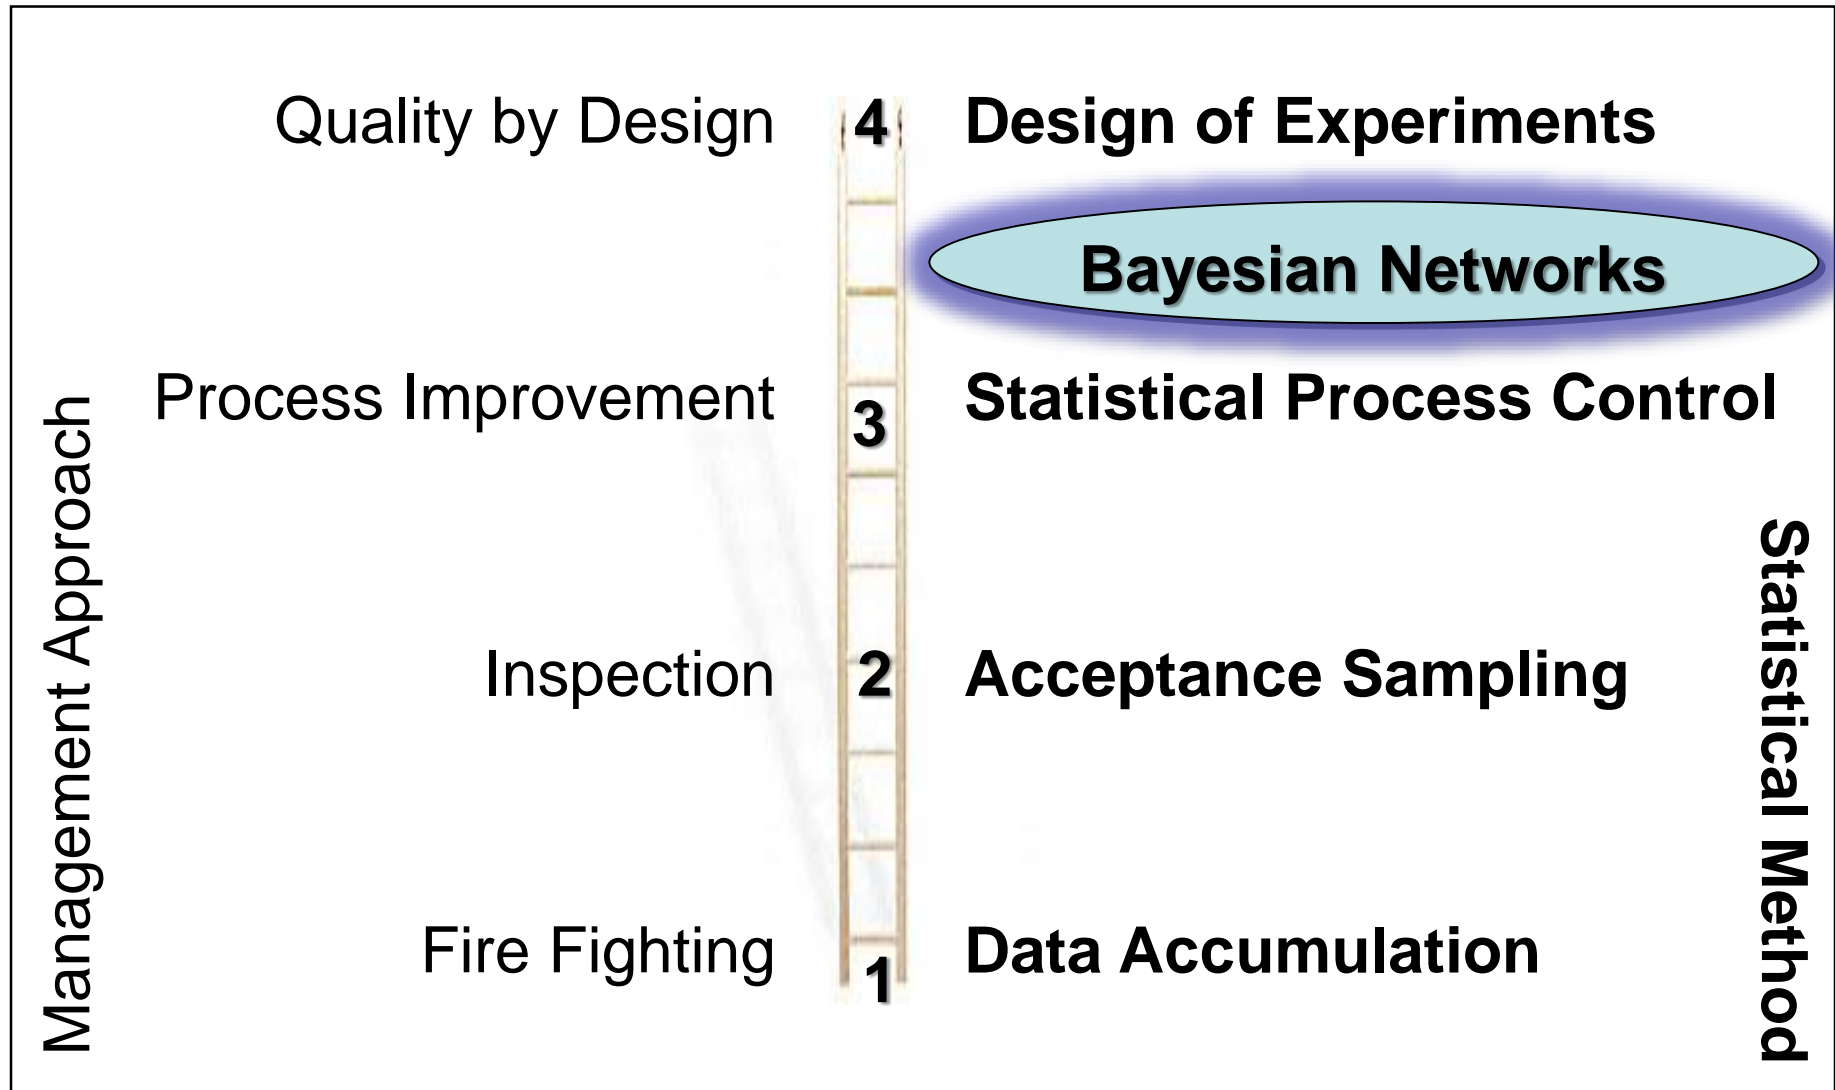 Quality by Design 4 Design of Experiments
Bayesian Networks
Process Improvement 3 Statistical Process Control
Inspection 2 Acceptance Sampling
Fire Fighting 1 Data Accumulation
Management Approach
Statistical Method